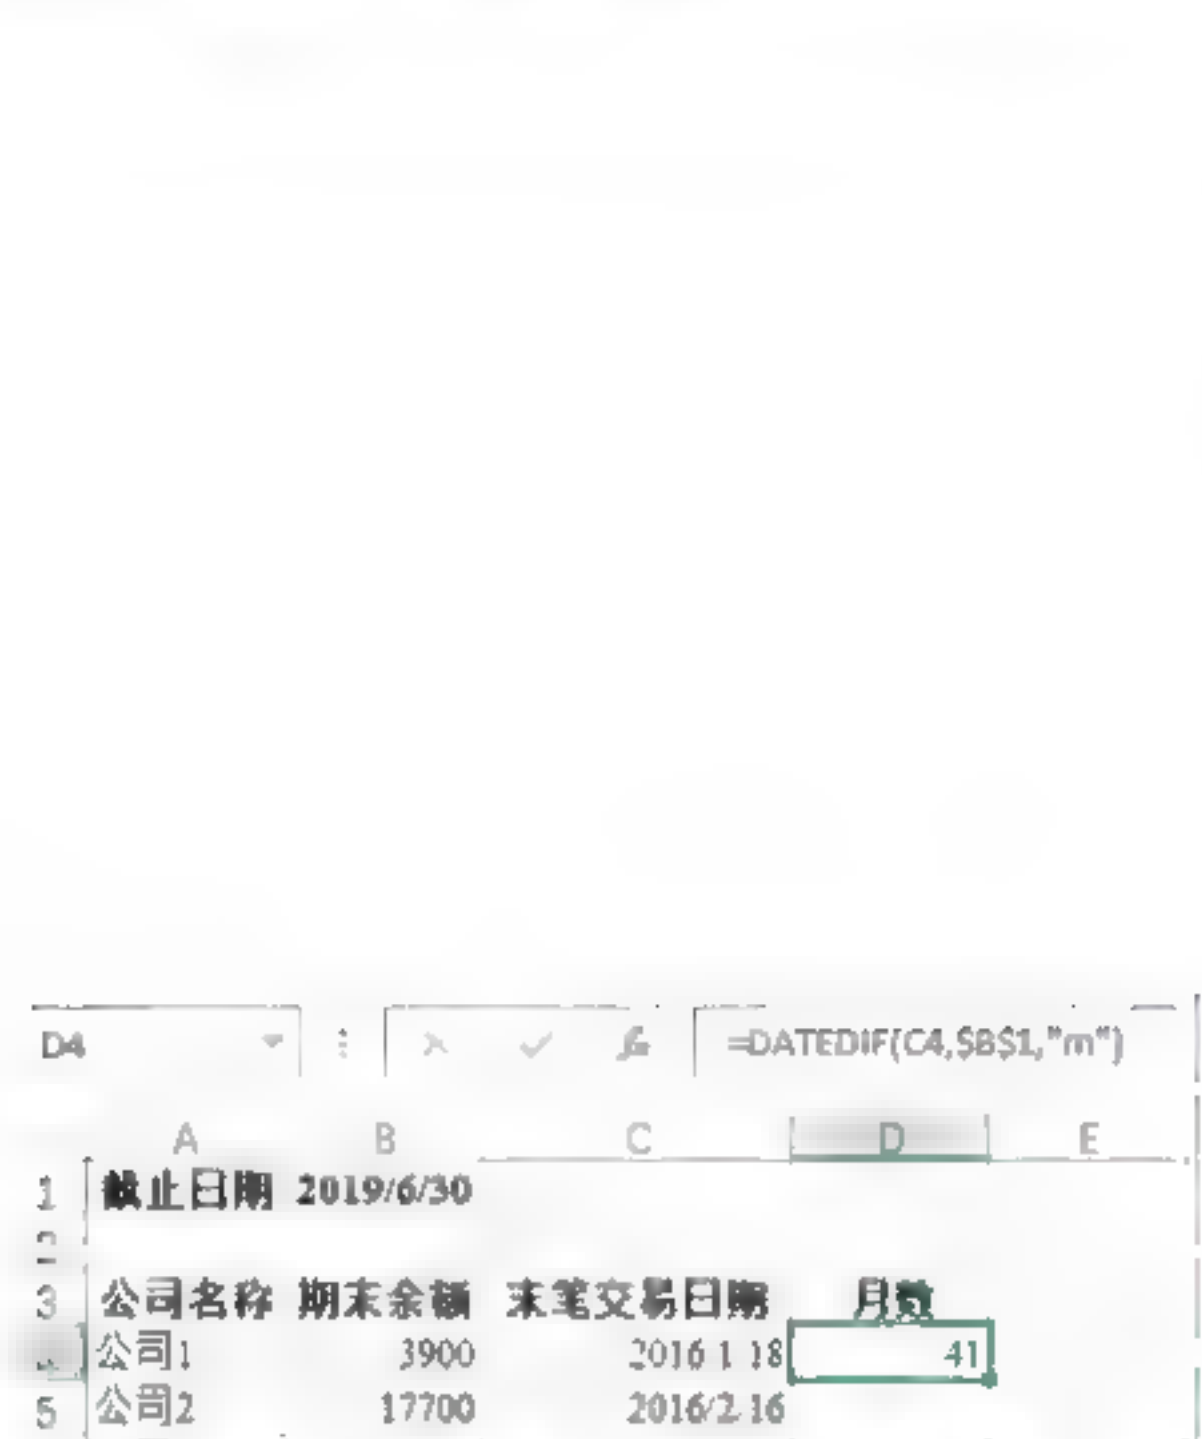 D4 =DATEDIF(C4,$B$1,"m")
A B C D E
1 截止日期 2019/6/30
2
3 公司名称 期末余额 末笔交易日期 月数
4 公司1 3900 2016 1 18 41
5 公司2 17700 2016/2 16